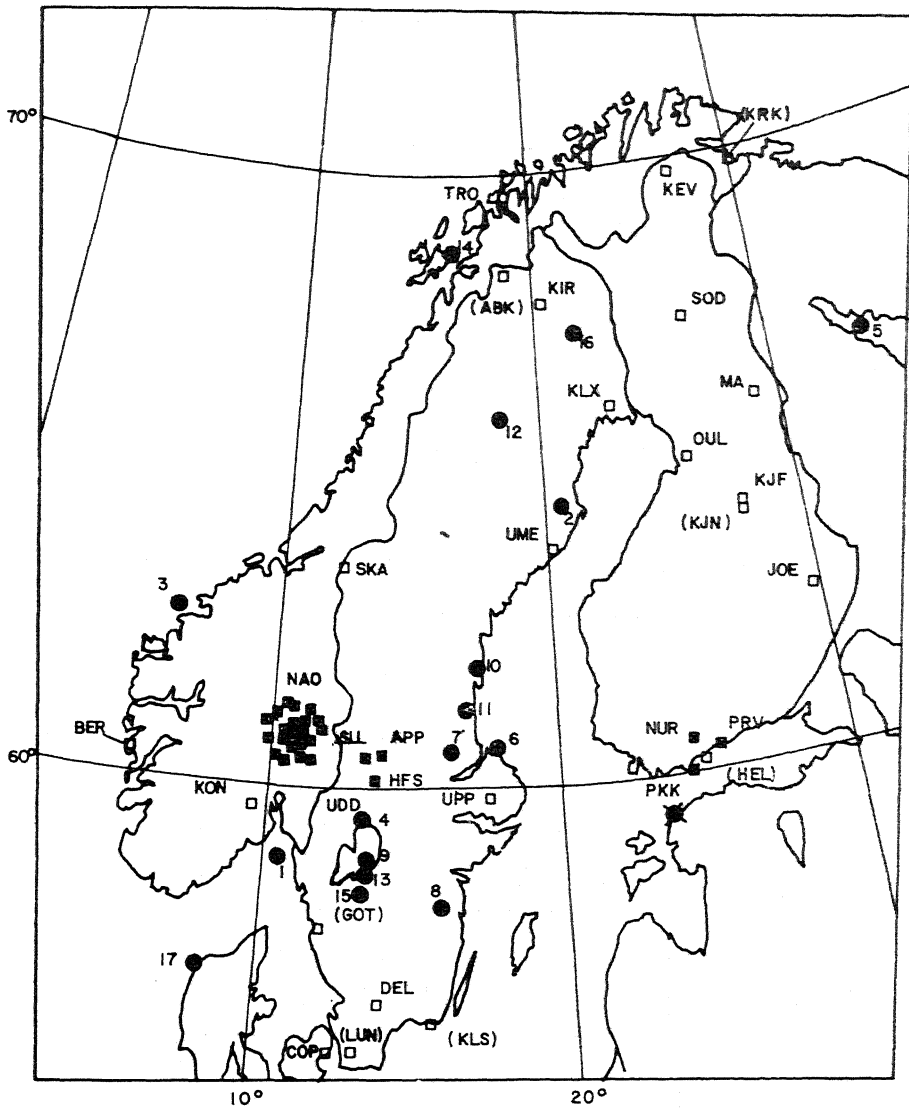 70°
(KRK)
TRO
KEV
14
(ABK)
KIR
SOD
5
16
MA
KLX
12
OUL
KJF
2
(KJN)
UME
SKA
JOE
3
10
NAO
11
BER
SLL
APP
7
6
NUR
PRV
60°
HFS
(HEL)
KON
UPP
PKK
UDD
4
1
9
13
15
8
(GOT)
17
DEL
(LUN)
(KLS)
COP
10°
20°